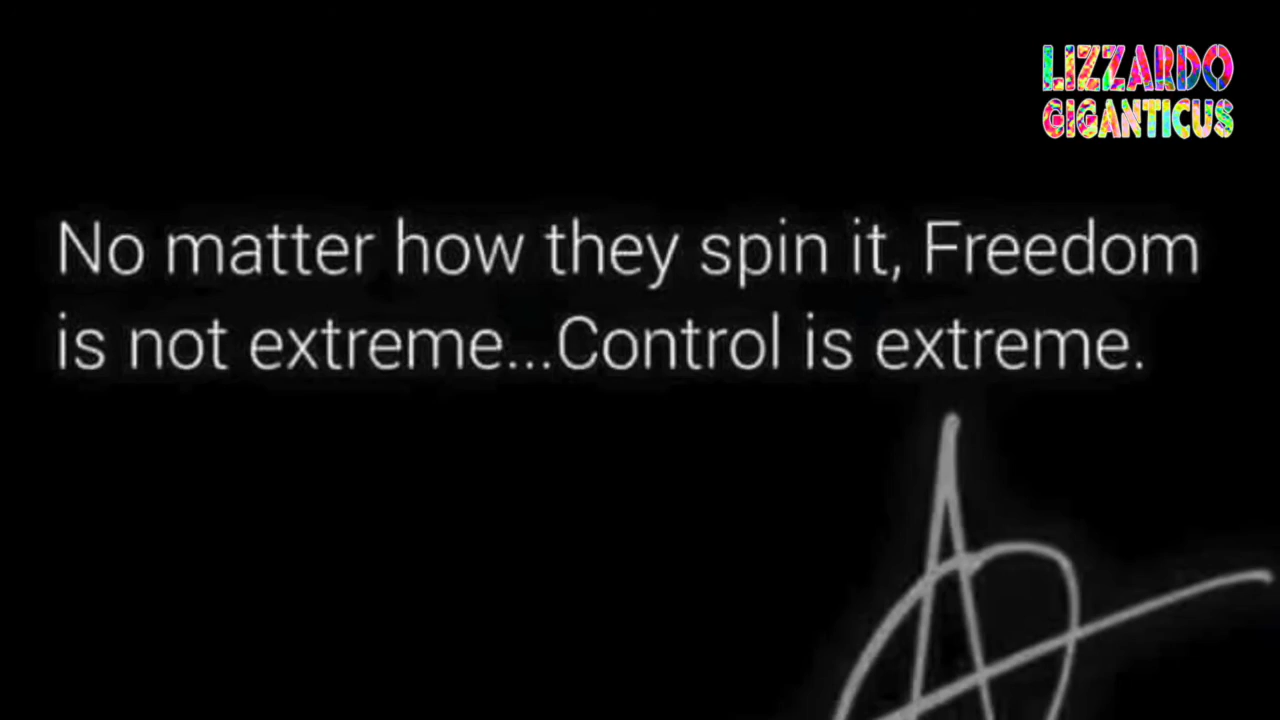 LIZZARDO
GIGANTICUS
No matter how they spin it, Freedom
is not extreme...Control is extreme.